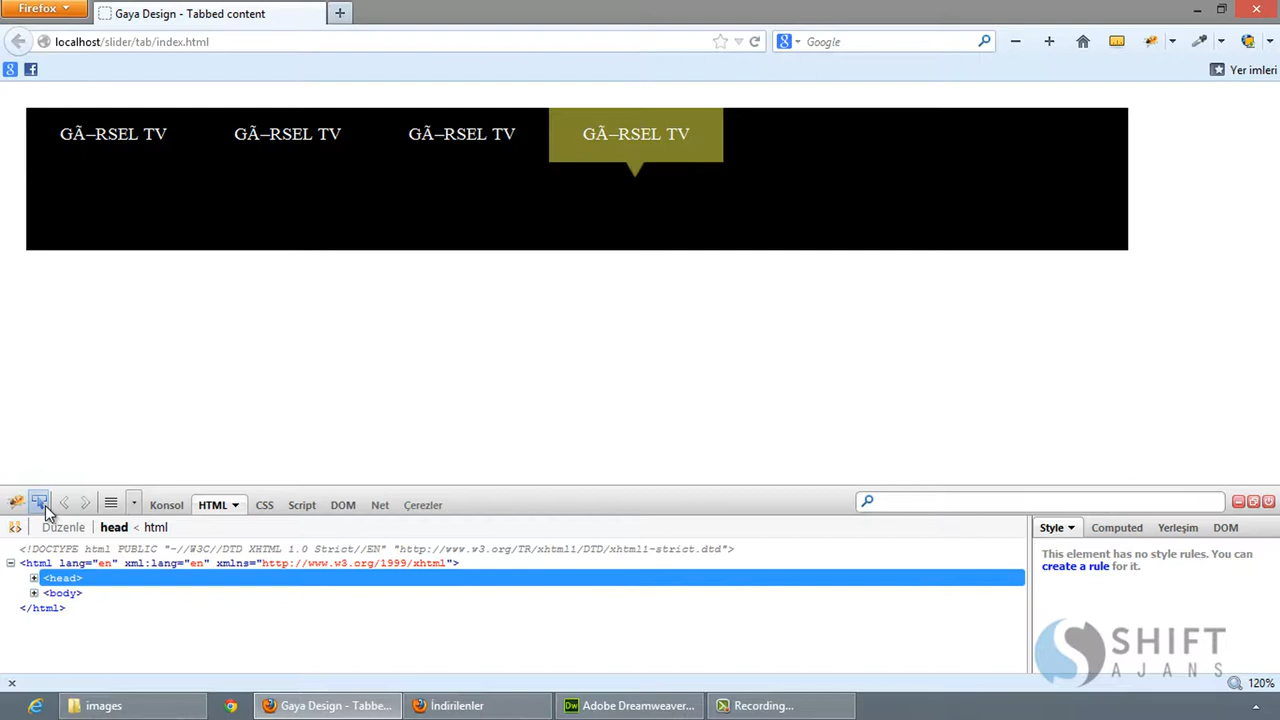 Firefox
Gaya Design - Tabbed content
localhost/slider/tab/index.html
Google
Yer imleri
GÃ–RSEL TV GÃ–RSEL TV GÃ–RSEL TV GÃ–RSEL TV
Konsol HTML CSS Script DOM Net Çerezler
Düzenle head < html
Style Computed Yerleşim DOM
<!DOCTYPE html PUBLIC "-//W3C//DTD XHTML 1.0 Strict//EN" "http://www.w3.org/TR/xhtml1/DTD/xhtml1-strict.dtd">
<html lang="en" xml:lang="en" xmlns="http://www.w3.org/1999/xhtml">
<head>
<body>
</html>
This element has no style rules. You can
create a rule for it.
SHIFT
AJANS
120%
images
Gaya Design - Tabbe...
İndirilenler
Adobe Dreamweaver...
Recording...